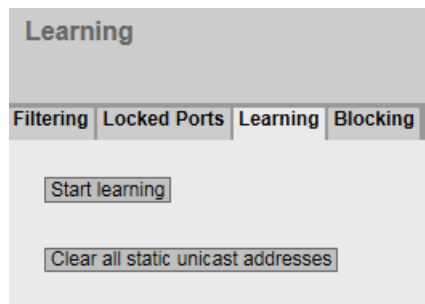 Learning
Filtering Locked Ports Learning Blocking
Start learning
Clear all static unicast addresses